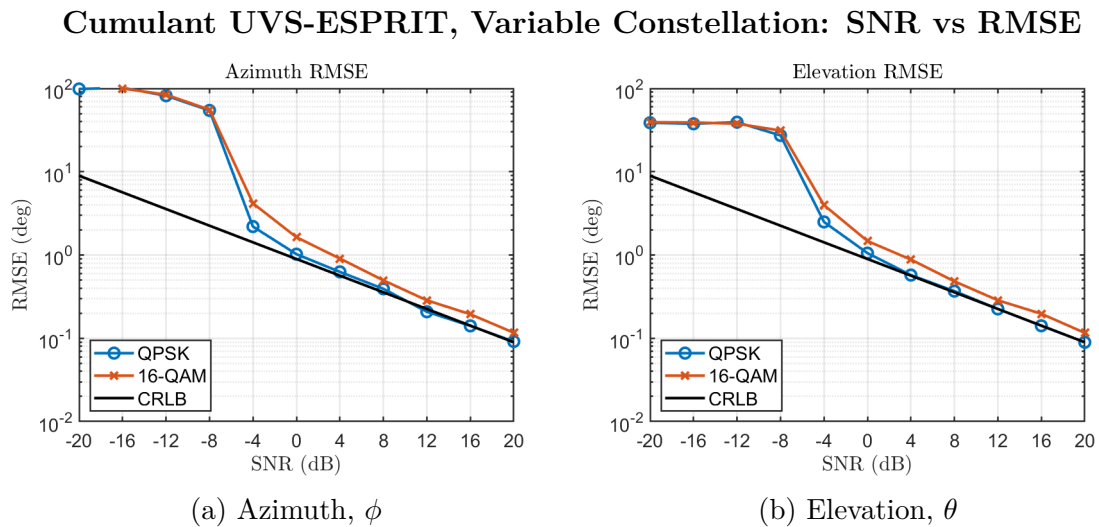 Cumulant UVS-ESPRIT, Variable Constellation: SNR vs RMSE
Azimuth RMSE
10^2
10^1
10^0
10^-1
10^-2
RMSE (deg)
QPSK
16-QAM
CRLB
-20 -16 -12 -8 -4 0 4 8 12 16 20
SNR (dB)
(a) Azimuth, ϕ
Elevation RMSE
10^2
10^1
10^0
10^-1
10^-2
RMSE (deg)
QPSK
16-QAM
CRLB
-20 -16 -12 -8 -4 0 4 8 12 16 20
SNR (dB)
(b) Elevation, θ